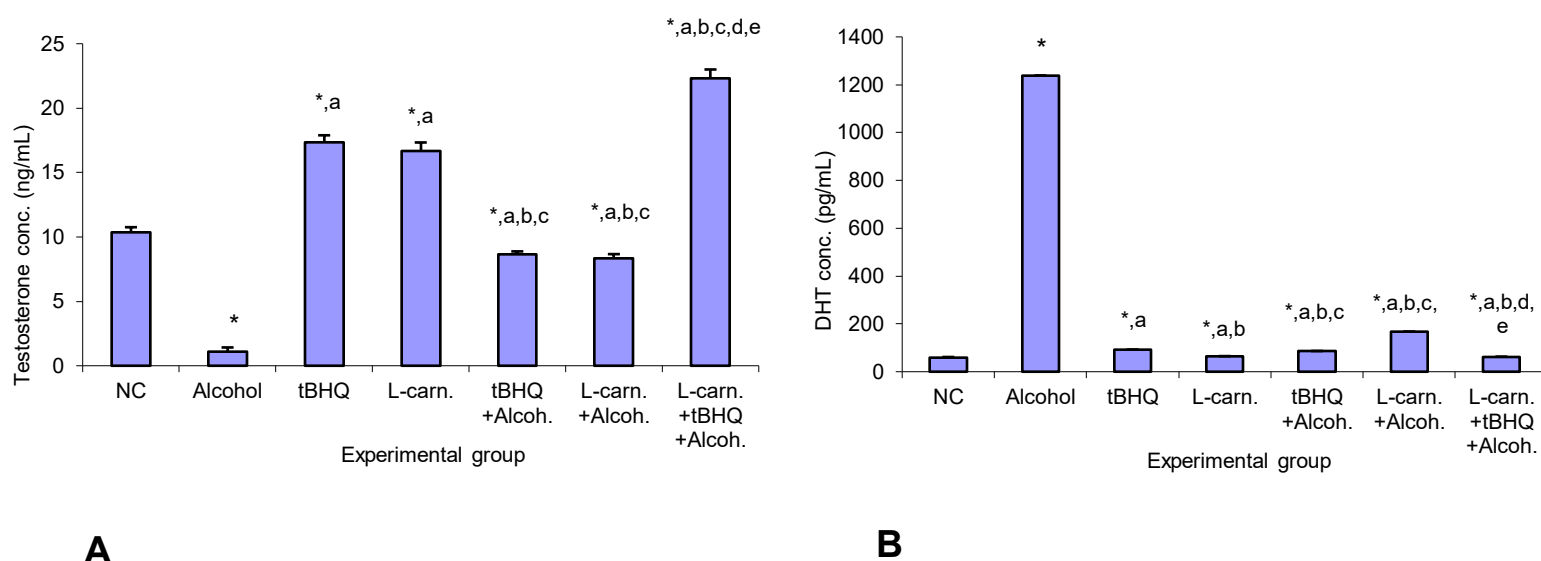 *,a,b,c,d,e
25
20
15
10
5
0
Testosterone conc. (ng/mL)
*
*,a
*,a
*,a,b,c
*,a,b,c
NC
Alcohol
tBHQ
L-carn.
tBHQ
+Alcoh.
L-carn.
+Alcoh.
L-carn.
+tBHQ
+Alcoh.
Experimental group
A
1400
1200
1000
800
600
400
200
0
DHT conc. (pg/mL)
*
*,a
*,a,b
*,a,b,c
*,a,b,c,
*,a,b,d,
e
NC
Alcohol
tBHQ
L-carn.
tBHQ
+Alcoh.
L-carn.
+Alcoh.
L-carn.
+tBHQ
+Alcoh.
Experimental group
B